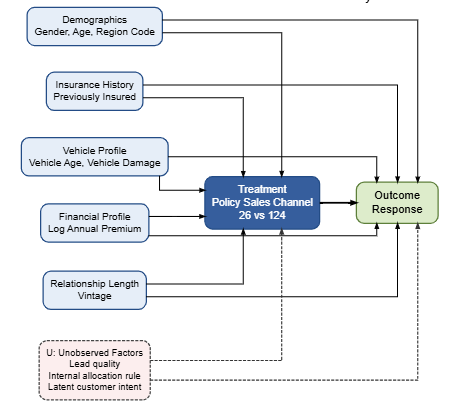 Demographics
Gender, Age, Region Code
Insurance History
Previously Insured
Vehicle Profile
Vehicle Age, Vehicle Damage
Treatment
Policy Sales Channel
26 vs 124
Outcome
Response
Financial Profile
Log Annual Premium
Relationship Length
Vintage
U: Unobserved Factors
Lead quality
Internal allocation rule
Latent customer intent